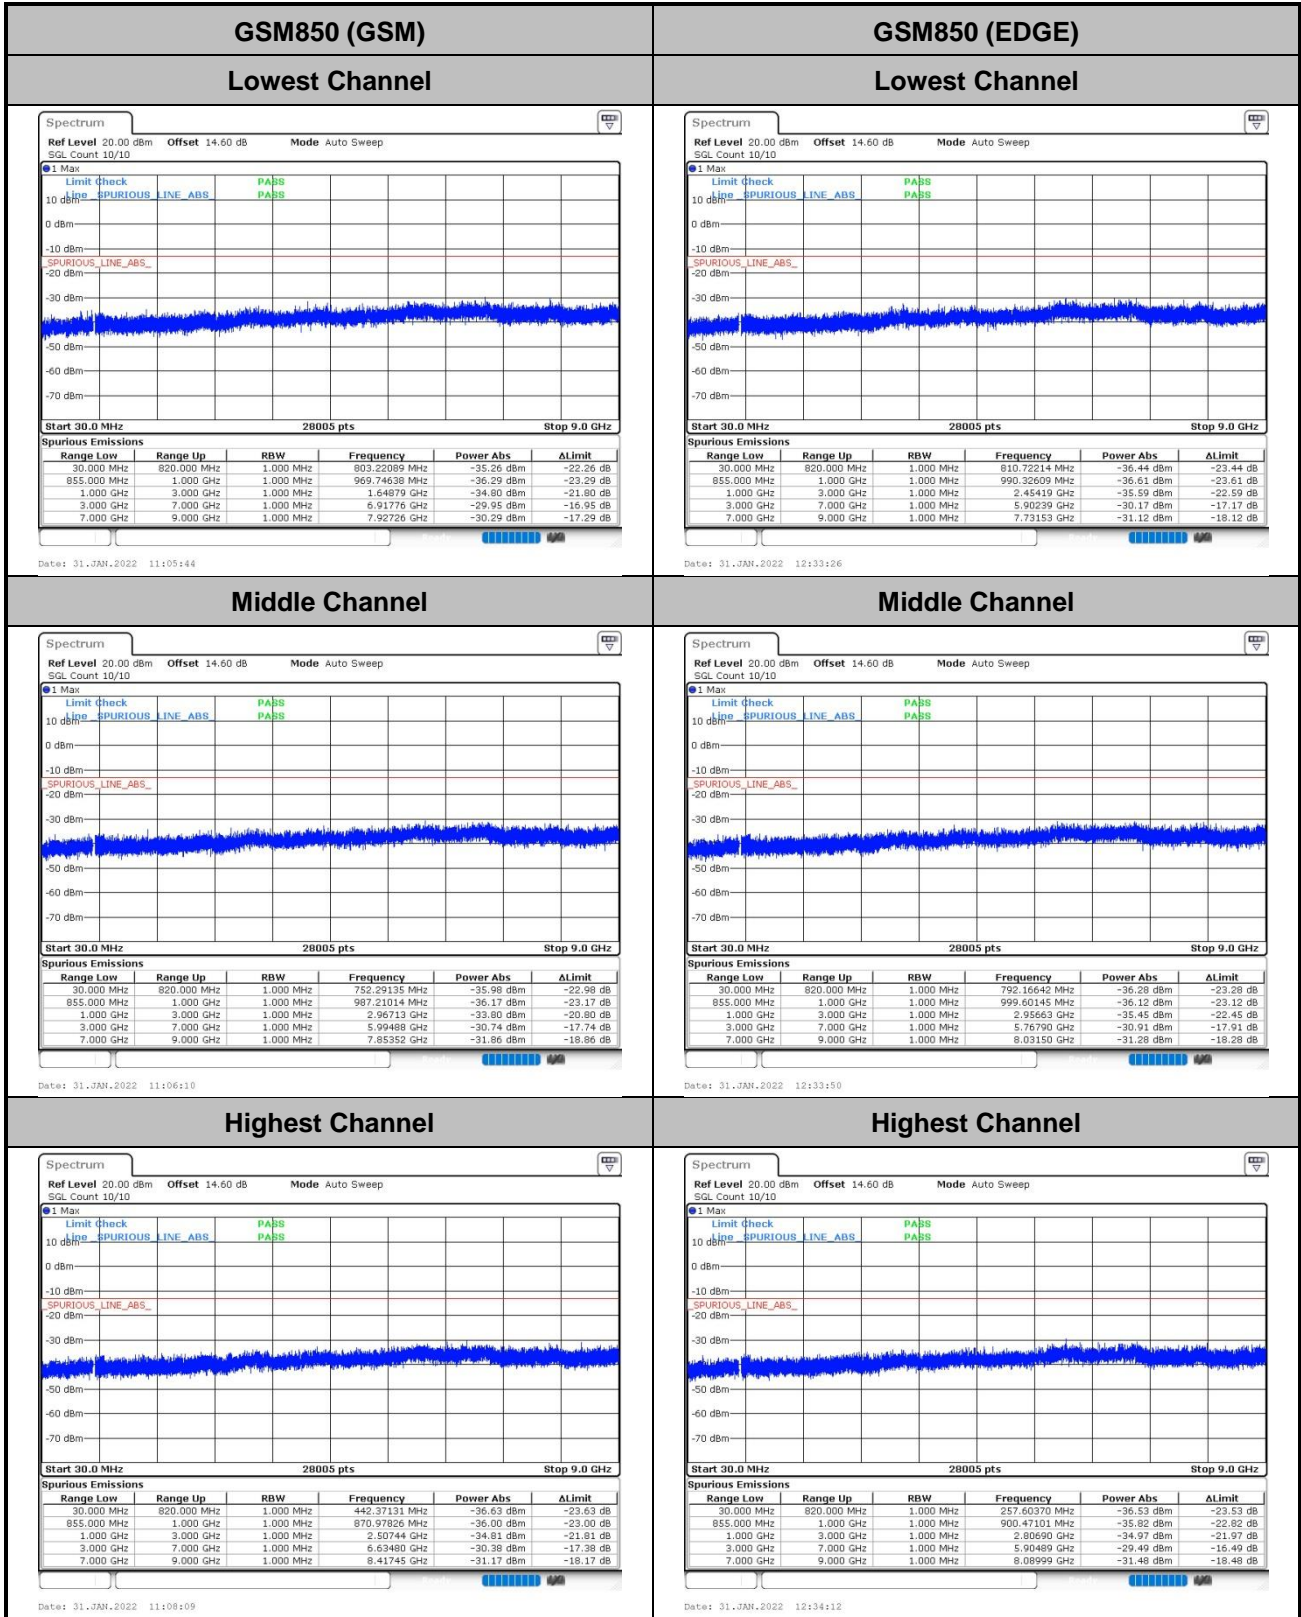 GSM850 (GSM) GSM850 (EDGE)
Lowest Channel Lowest Channel
Spectrum
Ref Level 20.00 dBm Offset 14.60 dB Mode Auto Sweep
SGL Count 10/10
1 Max
Limit Check PASS
10 dBm Line _SPURIOUS_LINE_ABS_ PASS
0 dBm
-10 dBm
_SPURIOUS_LINE_ABS_
-20 dBm
-30 dBm
-50 dBm
-60 dBm
-70 dBm
Start 30.0 MHz 28005 pts Stop 9.0 GHz
Spurious Emissions
Range Low Range Up RBW Frequency Power Abs ΔLimit
30.000 MHz 820.000 MHz 1.000 MHz 803.22089 MHz -35.26 dBm -22.26 dB
855.000 MHz 1.000 GHz 1.000 MHz 969.74638 MHz -36.29 dBm -23.29 dB
1.000 GHz 3.000 GHz 1.000 MHz 1.64879 GHz -34.80 dBm -21.80 dB
3.000 GHz 7.000 GHz 1.000 MHz 6.91776 GHz -29.95 dBm -16.95 dB
7.000 GHz 9.000 GHz 1.000 MHz 7.92726 GHz -30.29 dBm -17.29 dB
Date: 31.JAN.2022 11:05:44
Spectrum
Ref Level 20.00 dBm Offset 14.60 dB Mode Auto Sweep
SGL Count 10/10
1 Max
Limit Check PASS
10 dBm Line _SPURIOUS_LINE_ABS_ PASS
0 dBm
-10 dBm
_SPURIOUS_LINE_ABS_
-20 dBm
-30 dBm
-50 dBm
-60 dBm
-70 dBm
Start 30.0 MHz 28005 pts Stop 9.0 GHz
Spurious Emissions
Range Low Range Up RBW Frequency Power Abs ΔLimit
30.000 MHz 820.000 MHz 1.000 MHz 810.72214 MHz -36.44 dBm -23.44 dB
855.000 MHz 1.000 GHz 1.000 MHz 990.32609 MHz -36.61 dBm -23.61 dB
1.000 GHz 3.000 GHz 1.000 MHz 2.45419 GHz -35.59 dBm -22.59 dB
3.000 GHz 7.000 GHz 1.000 MHz 5.90239 GHz -30.17 dBm -17.17 dB
7.000 GHz 9.000 GHz 1.000 MHz 7.73153 GHz -31.12 dBm -18.12 dB
Date: 31.JAN.2022 12:33:26
Middle Channel Middle Channel
Spectrum
Ref Level 20.00 dBm Offset 14.60 dB Mode Auto Sweep
SGL Count 10/10
1 Max
Limit Check PASS
10 dBm Line _SPURIOUS_LINE_ABS_ PASS
0 dBm
-10 dBm
_SPURIOUS_LINE_ABS_
-20 dBm
-30 dBm
-50 dBm
-60 dBm
-70 dBm
Start 30.0 MHz 28005 pts Stop 9.0 GHz
Spurious Emissions
Range Low Range Up RBW Frequency Power Abs ΔLimit
30.000 MHz 820.000 MHz 1.000 MHz 752.29135 MHz -35.98 dBm -22.98 dB
855.000 MHz 1.000 GHz 1.000 MHz 987.21014 MHz -36.17 dBm -23.17 dB
1.000 GHz 3.000 GHz 1.000 MHz 2.96713 GHz -33.80 dBm -20.80 dB
3.000 GHz 7.000 GHz 1.000 MHz 5.99488 GHz -30.74 dBm -17.74 dB
7.000 GHz 9.000 GHz 1.000 MHz 7.85352 GHz -31.86 dBm -18.86 dB
Date: 31.JAN.2022 11:06:10
Spectrum
Ref Level 20.00 dBm Offset 14.60 dB Mode Auto Sweep
SGL Count 10/10
1 Max
Limit Check PASS
10 dBm Line _SPURIOUS_LINE_ABS_ PASS
0 dBm
-10 dBm
_SPURIOUS_LINE_ABS_
-20 dBm
-30 dBm
-50 dBm
-60 dBm
-70 dBm
Start 30.0 MHz 28005 pts Stop 9.0 GHz
Spurious Emissions
Range Low Range Up RBW Frequency Power Abs ΔLimit
30.000 MHz 820.000 MHz 1.000 MHz 792.16642 MHz -36.28 dBm -23.28 dB
855.000 MHz 1.000 GHz 1.000 MHz 999.60145 MHz -36.12 dBm -23.12 dB
1.000 GHz 3.000 GHz 1.000 MHz 2.95663 GHz -35.45 dBm -22.45 dB
3.000 GHz 7.000 GHz 1.000 MHz 5.76790 GHz -30.91 dBm -17.91 dB
7.000 GHz 9.000 GHz 1.000 MHz 8.03150 GHz -31.28 dBm -18.28 dB
Date: 31.JAN.2022 12:33:50
Highest Channel Highest Channel
Spectrum
Ref Level 20.00 dBm Offset 14.60 dB Mode Auto Sweep
SGL Count 10/10
1 Max
Limit Check PASS
10 dBm Line _SPURIOUS_LINE_ABS_ PASS
0 dBm
-10 dBm
_SPURIOUS_LINE_ABS_
-20 dBm
-30 dBm
-50 dBm
-60 dBm
-70 dBm
Start 30.0 MHz 28005 pts Stop 9.0 GHz
Spurious Emissions
Range Low Range Up RBW Frequency Power Abs ΔLimit
30.000 MHz 820.000 MHz 1.000 MHz 442.37131 MHz -36.63 dBm -23.63 dB
855.000 MHz 1.000 GHz 1.000 MHz 870.97826 MHz -36.00 dBm -23.00 dB
1.000 GHz 3.000 GHz 1.000 MHz 2.50744 GHz -34.81 dBm -21.81 dB
3.000 GHz 7.000 GHz 1.000 MHz 6.63480 GHz -30.38 dBm -17.38 dB
7.000 GHz 9.000 GHz 1.000 MHz 8.41745 GHz -31.17 dBm -18.17 dB
Date: 31.JAN.2022 11:08:09
Spectrum
Ref Level 20.00 dBm Offset 14.60 dB Mode Auto Sweep
SGL Count 10/10
1 Max
Limit Check PASS
10 dBm Line _SPURIOUS_LINE_ABS_ PASS
0 dBm
-10 dBm
_SPURIOUS_LINE_ABS_
-20 dBm
-30 dBm
-50 dBm
-60 dBm
-70 dBm
Start 30.0 MHz 28005 pts Stop 9.0 GHz
Spurious Emissions
Range Low Range Up RBW Frequency Power Abs ΔLimit
30.000 MHz 820.000 MHz 1.000 MHz 257.60370 MHz -36.53 dBm -23.53 dB
855.000 MHz 1.000 GHz 1.000 MHz 900.47101 MHz -35.82 dBm -22.82 dB
1.000 GHz 3.000 GHz 1.000 MHz 2.80690 GHz -34.97 dBm -21.97 dB
3.000 GHz 7.000 GHz 1.000 MHz 5.90489 GHz -29.49 dBm -16.49 dB
7.000 GHz 9.000 GHz 1.000 MHz 8.08999 GHz -31.48 dBm -18.48 dB
Date: 31.JAN.2022 12:34:12